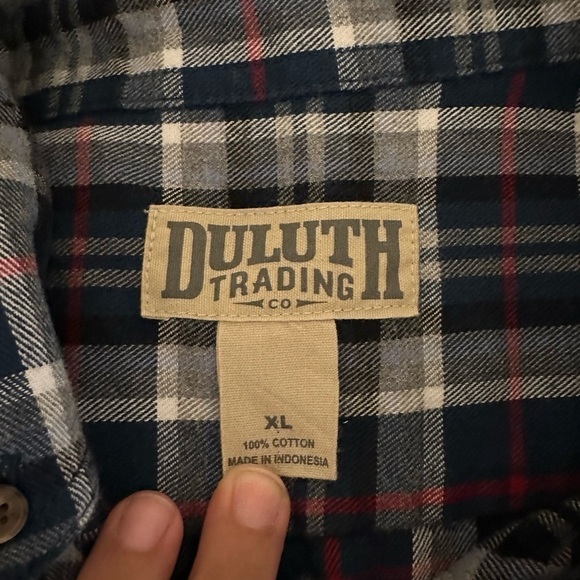 DULUTH
TRADING
CO
XL
100% COTTON
MADE IN INDONESIA